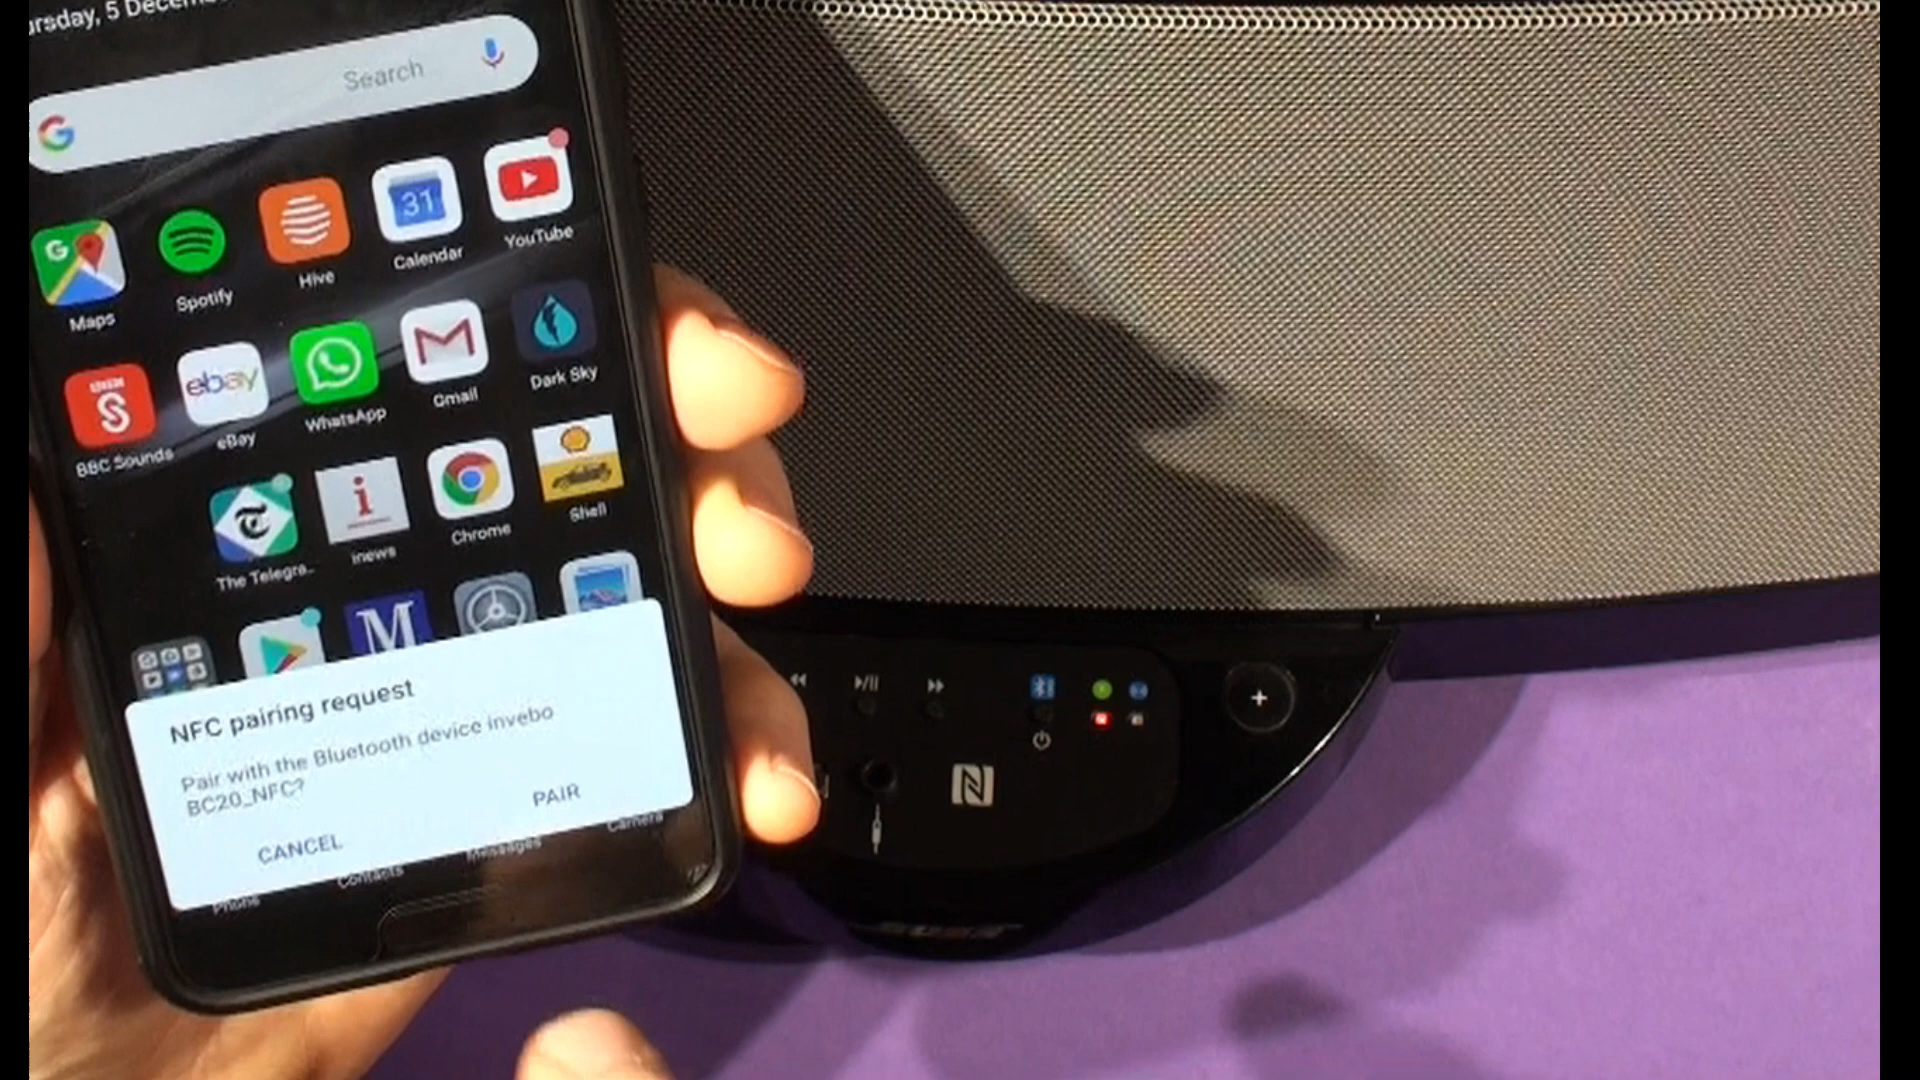 ursday, 5 Decem
Search
31
Maps
Spotify
Hive
Calendar
YouTube
BBC Sounds
ebay
eBay
WhatsApp
Gmail
Dark Sky
The Telegra..
i
inews
Chrome
Shell
M
NFC pairing request
Pair with the Bluetooth device invebo
BC20_NFC?
CANCEL
PAIR
Phone
Contacts
Messages
Camera
+